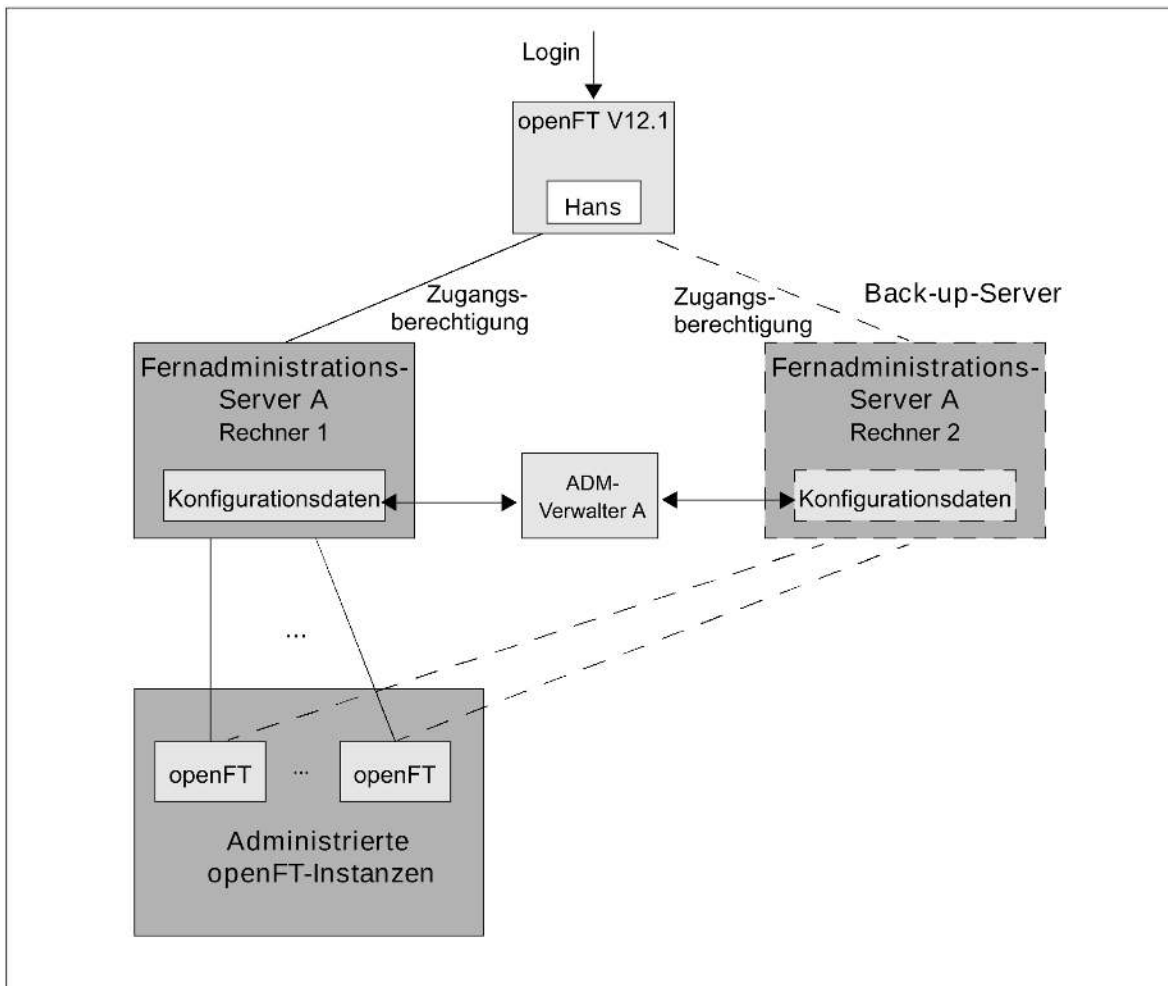 Login
openFT V12.1
Hans
Zugangs-
berechtigung
Zugangs-
berechtigung
Back-up-Server
Fernadministrations-
Server A
Rechner 1
Konfigurationsdaten
ADM-
Verwalter A
Fernadministrations-
Server A
Rechner 2
Konfigurationsdaten
...
openFT
...
openFT
Administrierte
openFT-Instanzen